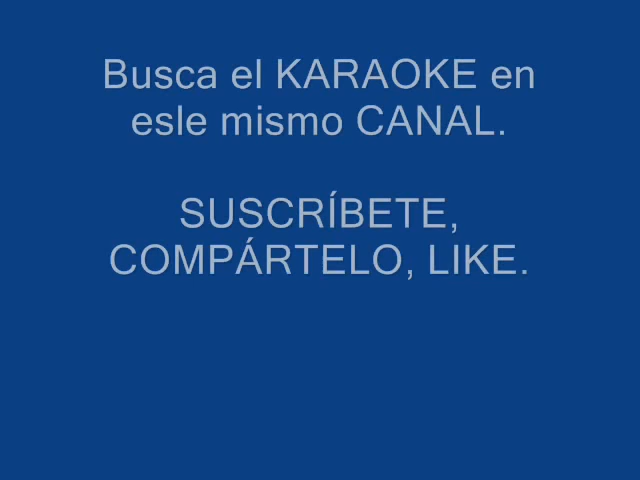 Busca el KARAOKE en
esle mismo CANAL.
SUSCRÍBETE,
COMPÁRTELO, LIKE.